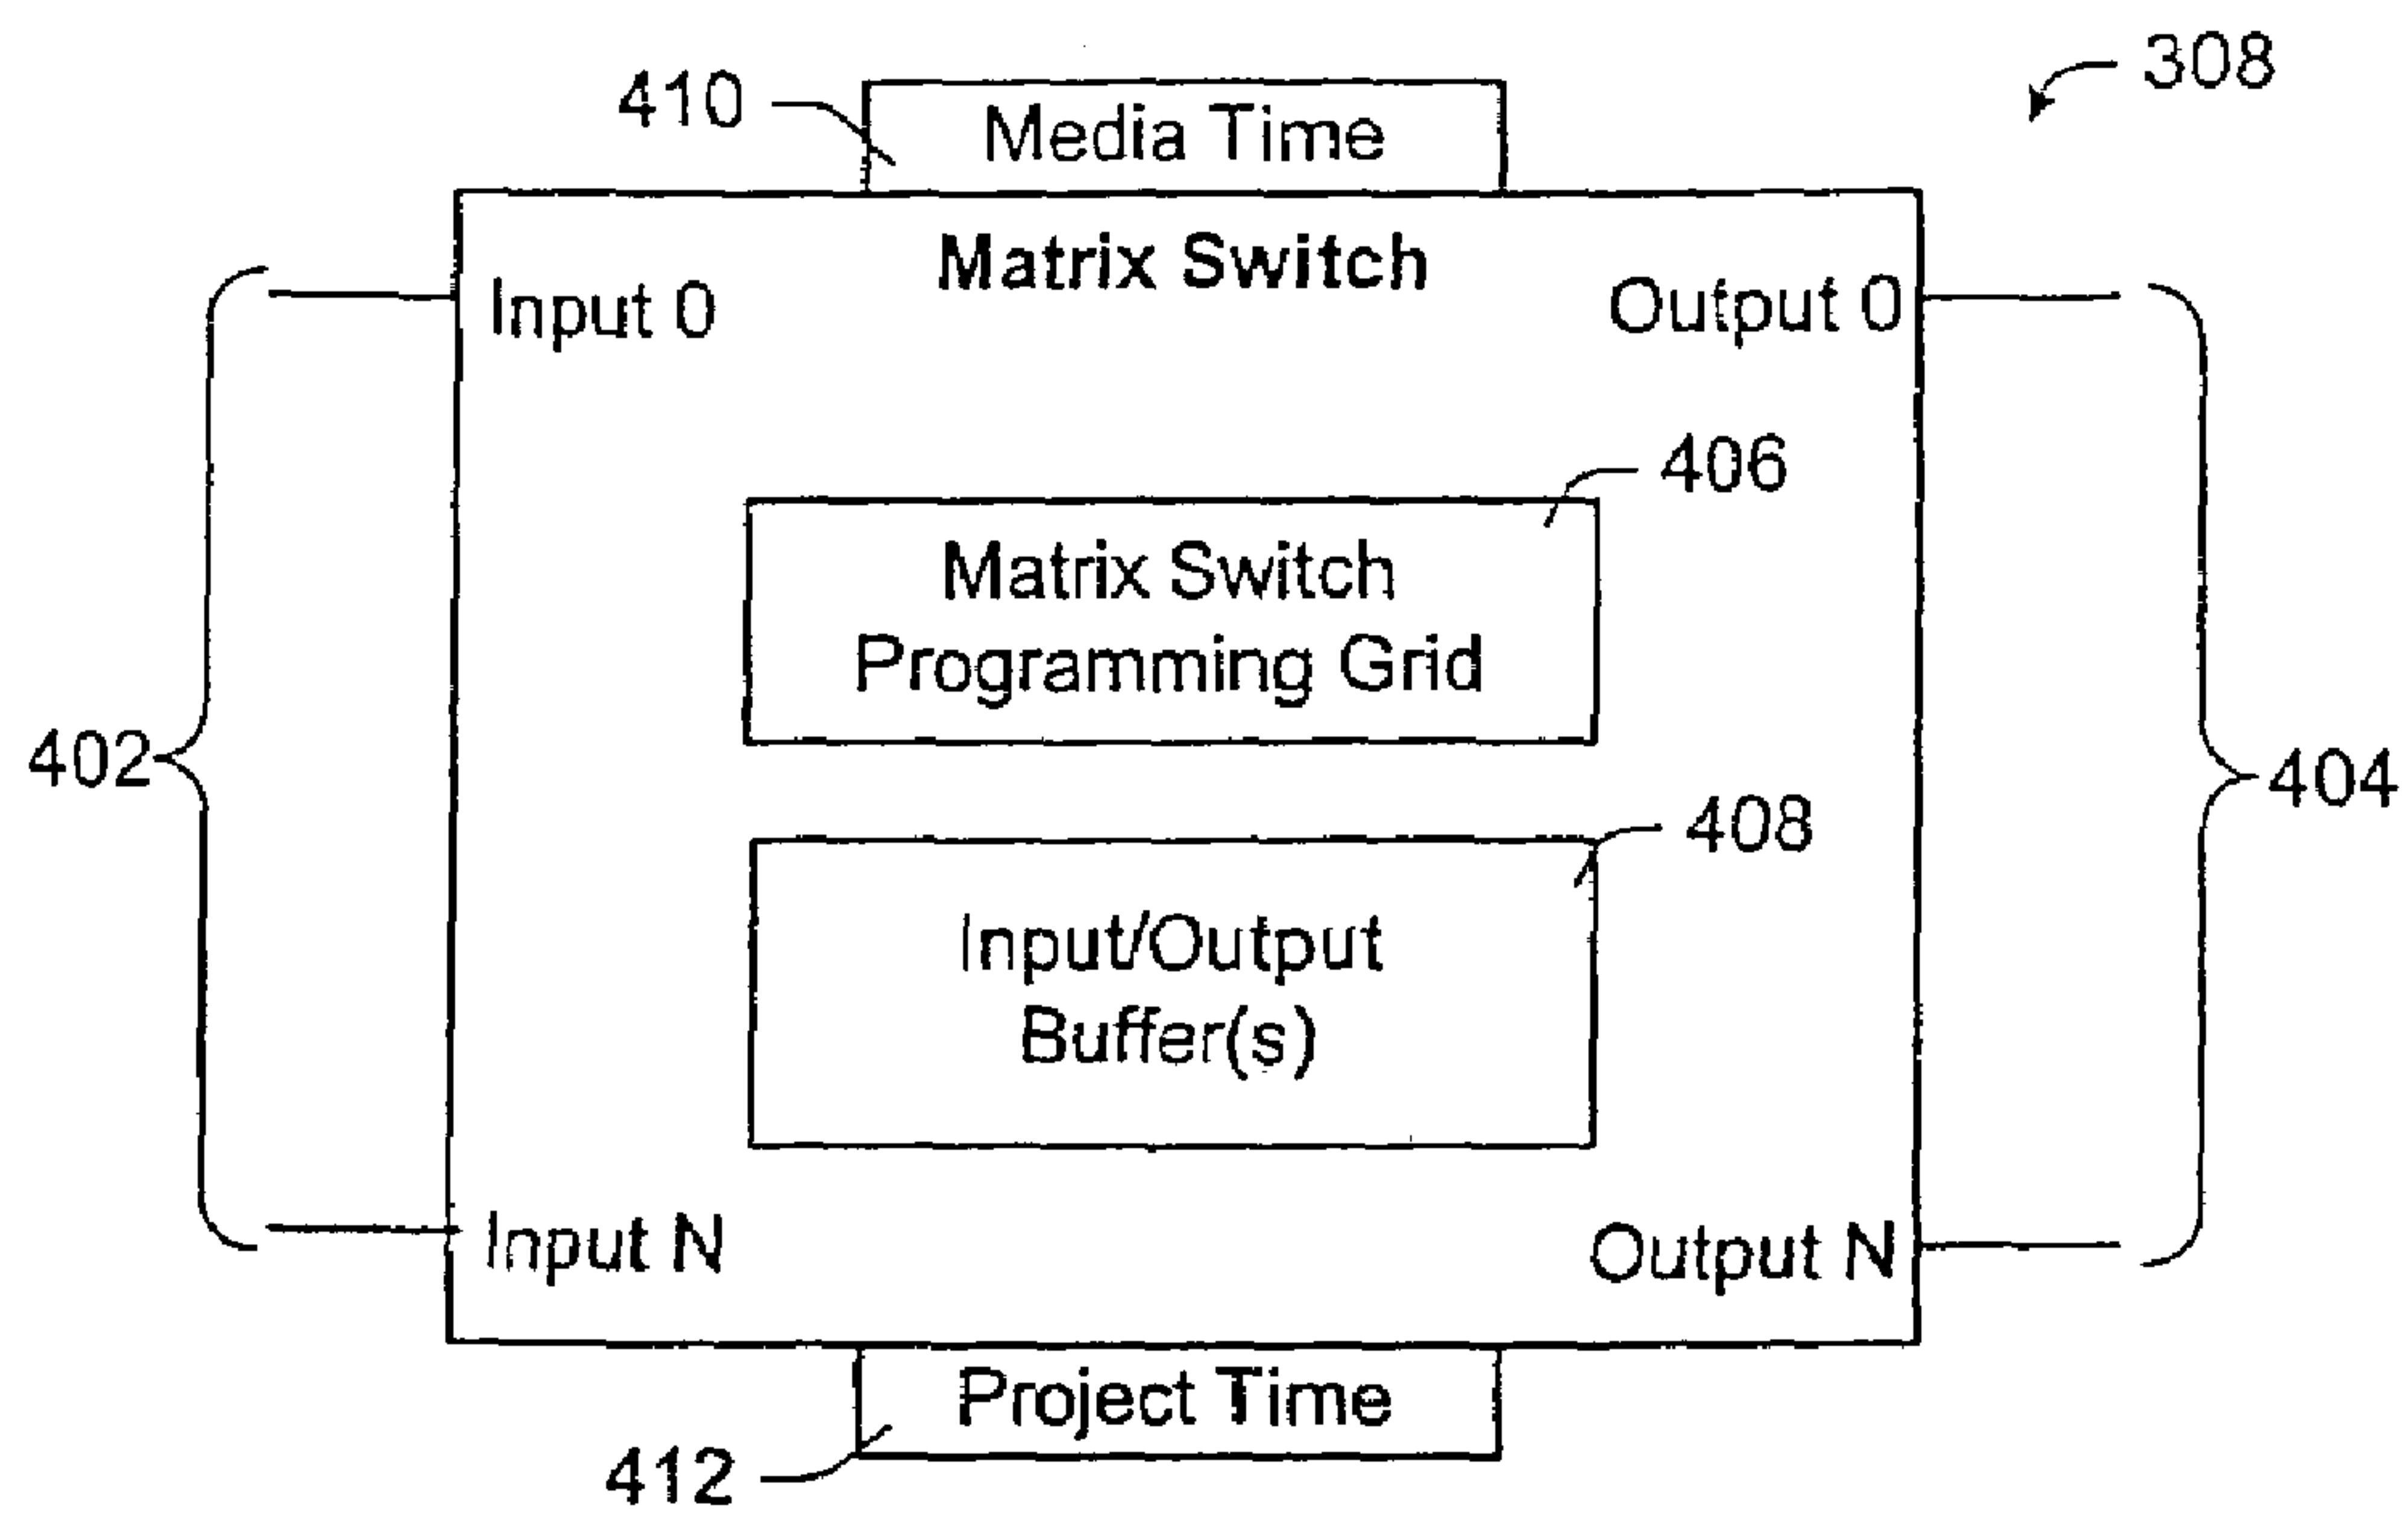 308
410
Media Time
Matrix Switch
Input 0
Output 0
406
Matrix Switch
Programming Grid
402
404
408
Input/Output
Buffer(s)
Input N
Output N
Project Time
412